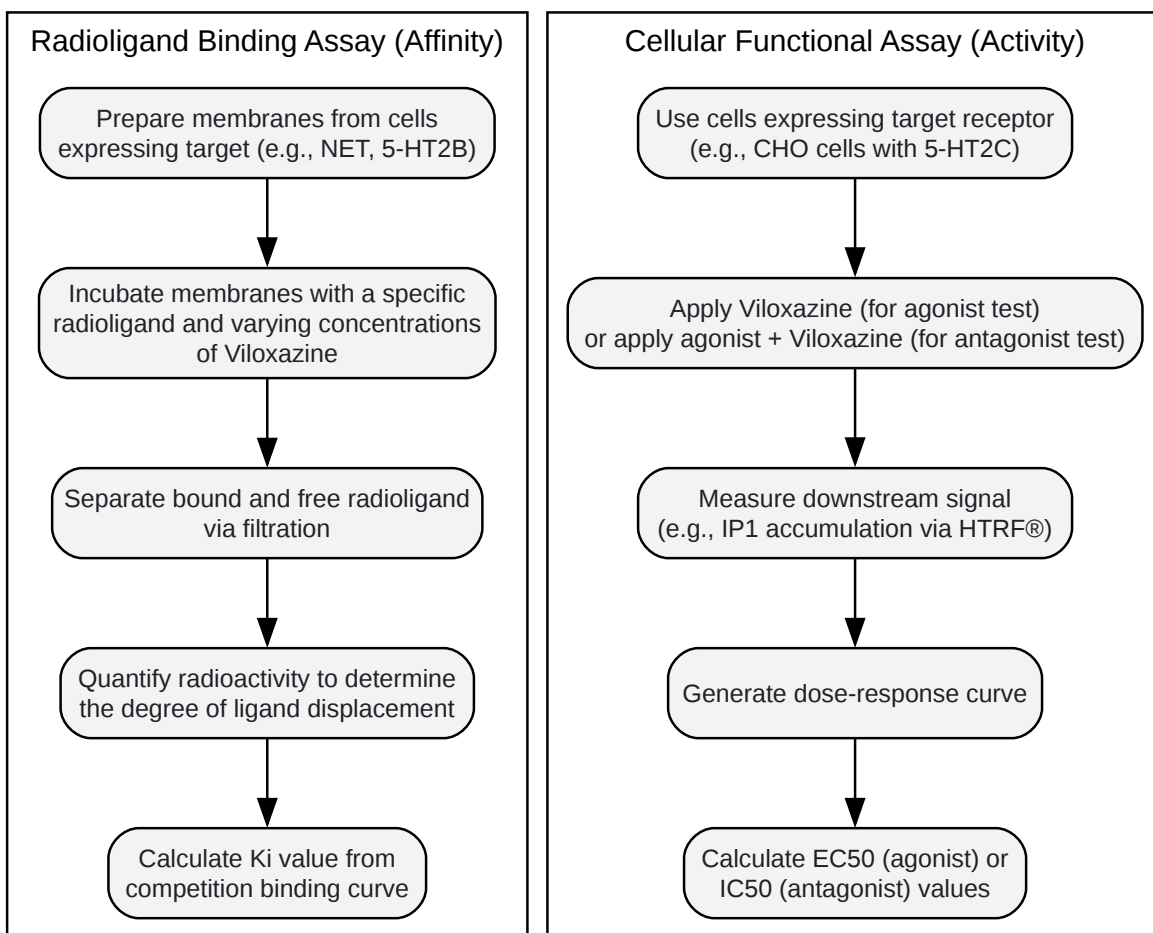 Radioligand Binding Assay (Affinity)
Prepare membranes from cells
expressing target (e.g., NET, 5-HT2B)
Incubate membranes with a specific
radioligand and varying concentrations
of Viloxazine
Separate bound and free radioligand
via filtration
Quantify radioactivity to determine
the degree of ligand displacement
Calculate Ki value from
competition binding curve
Cellular Functional Assay (Activity)
Use cells expressing target receptor
(e.g., CHO cells with 5-HT2C)
Apply Viloxazine (for agonist test)
or apply agonist + Viloxazine (for antagonist test)
Measure downstream signal
(e.g., IP1 accumulation via HTRF®)
Generate dose-response curve
Calculate EC50 (agonist) or
IC50 (antagonist) values